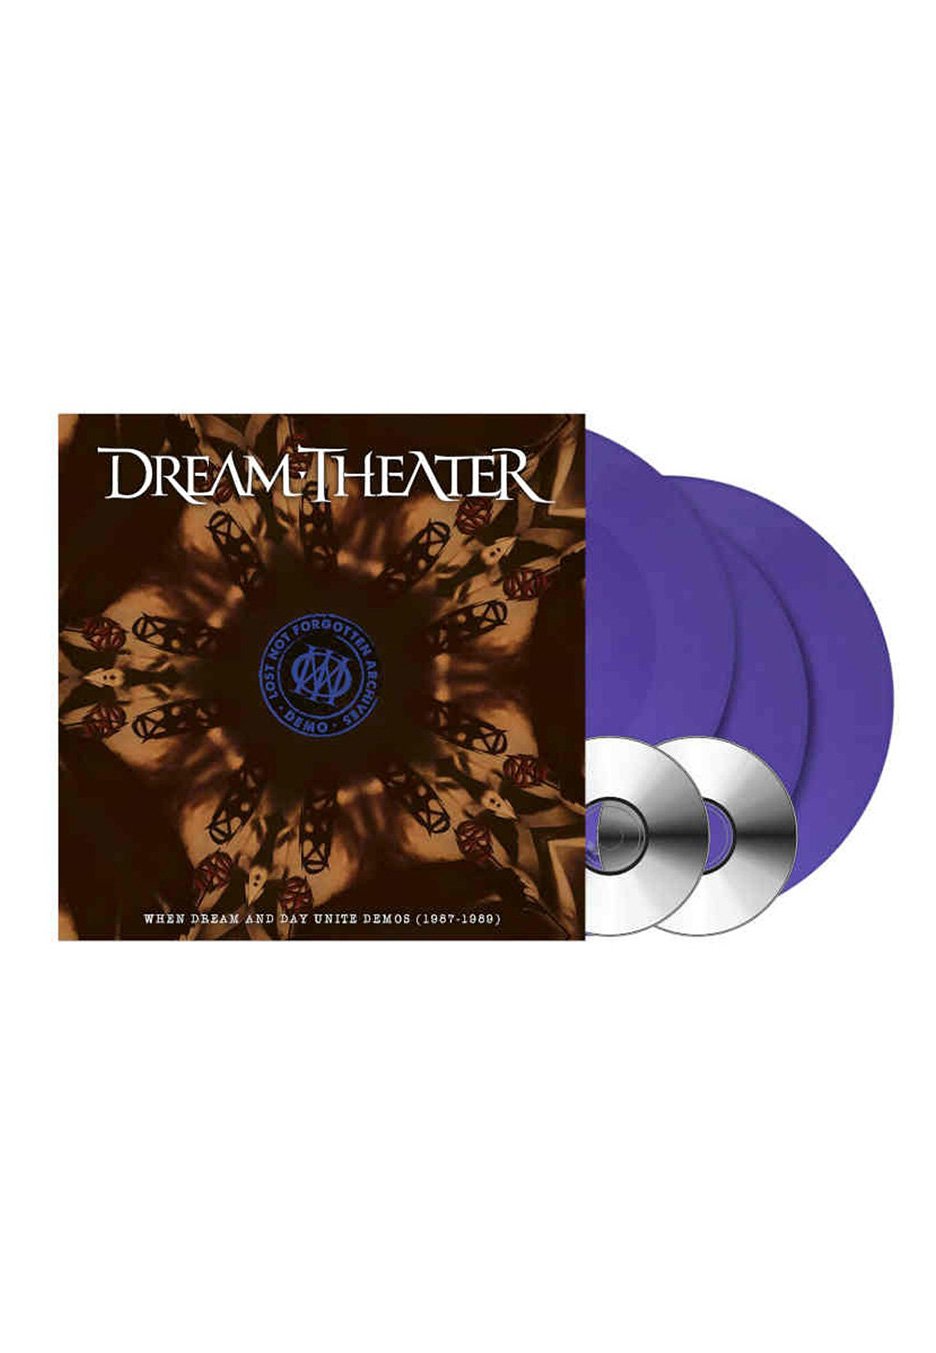 DREAM·THEATER
LOST NOT FORGOTTEN ARCHIVES
· DEMO ·
WHEN DREAM AND DAY UNITE DEMOS (1987-1989)